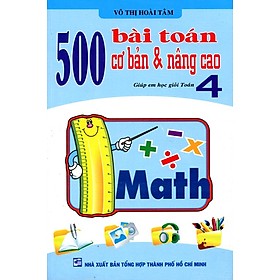 VÕ THỊ HOÀI TÂM
500 bài toán
cơ bản & nâng cao
Giúp em học giỏi Toán 4
Math
NHÀ XUẤT BẢN TỔNG HỢP THÀNH PHỐ HỒ CHÍ MINH